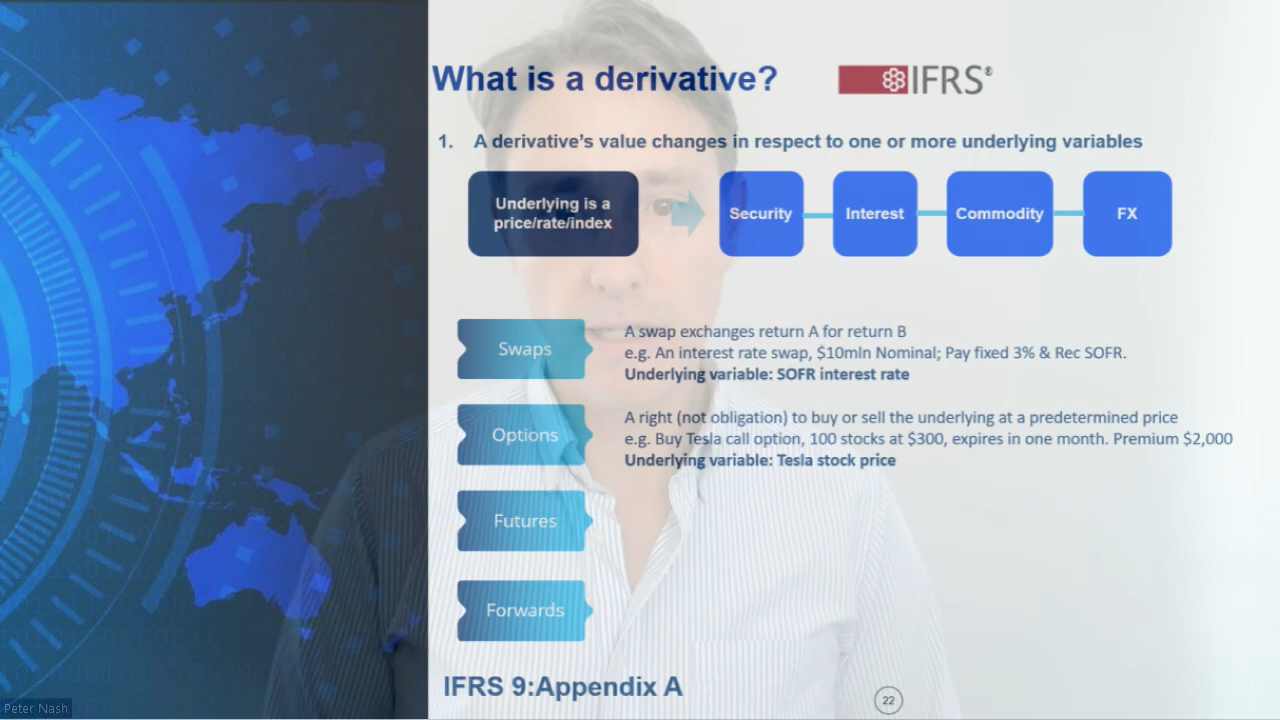 What is a derivative?
IFRS®
1. A derivative's value changes in respect to one or more underlying variables
Underlying is a
price/rate/index
Security
Interest
Commodity
FX
Swaps
A swap exchanges return A for return B
e.g. An interest rate swap, $10mln Nominal; Pay fixed 3% & Rec SOFR.
Underlying variable: SOFR interest rate
Options
A right (not obligation) to buy or sell the underlying at a predetermined price
e.g. Buy Tesla call option, 100 stocks at $300, expires in one month. Premium $2,000
Underlying variable: Tesla stock price
Futures
Forwards
IFRS 9:Appendix A
22
Peter Nash